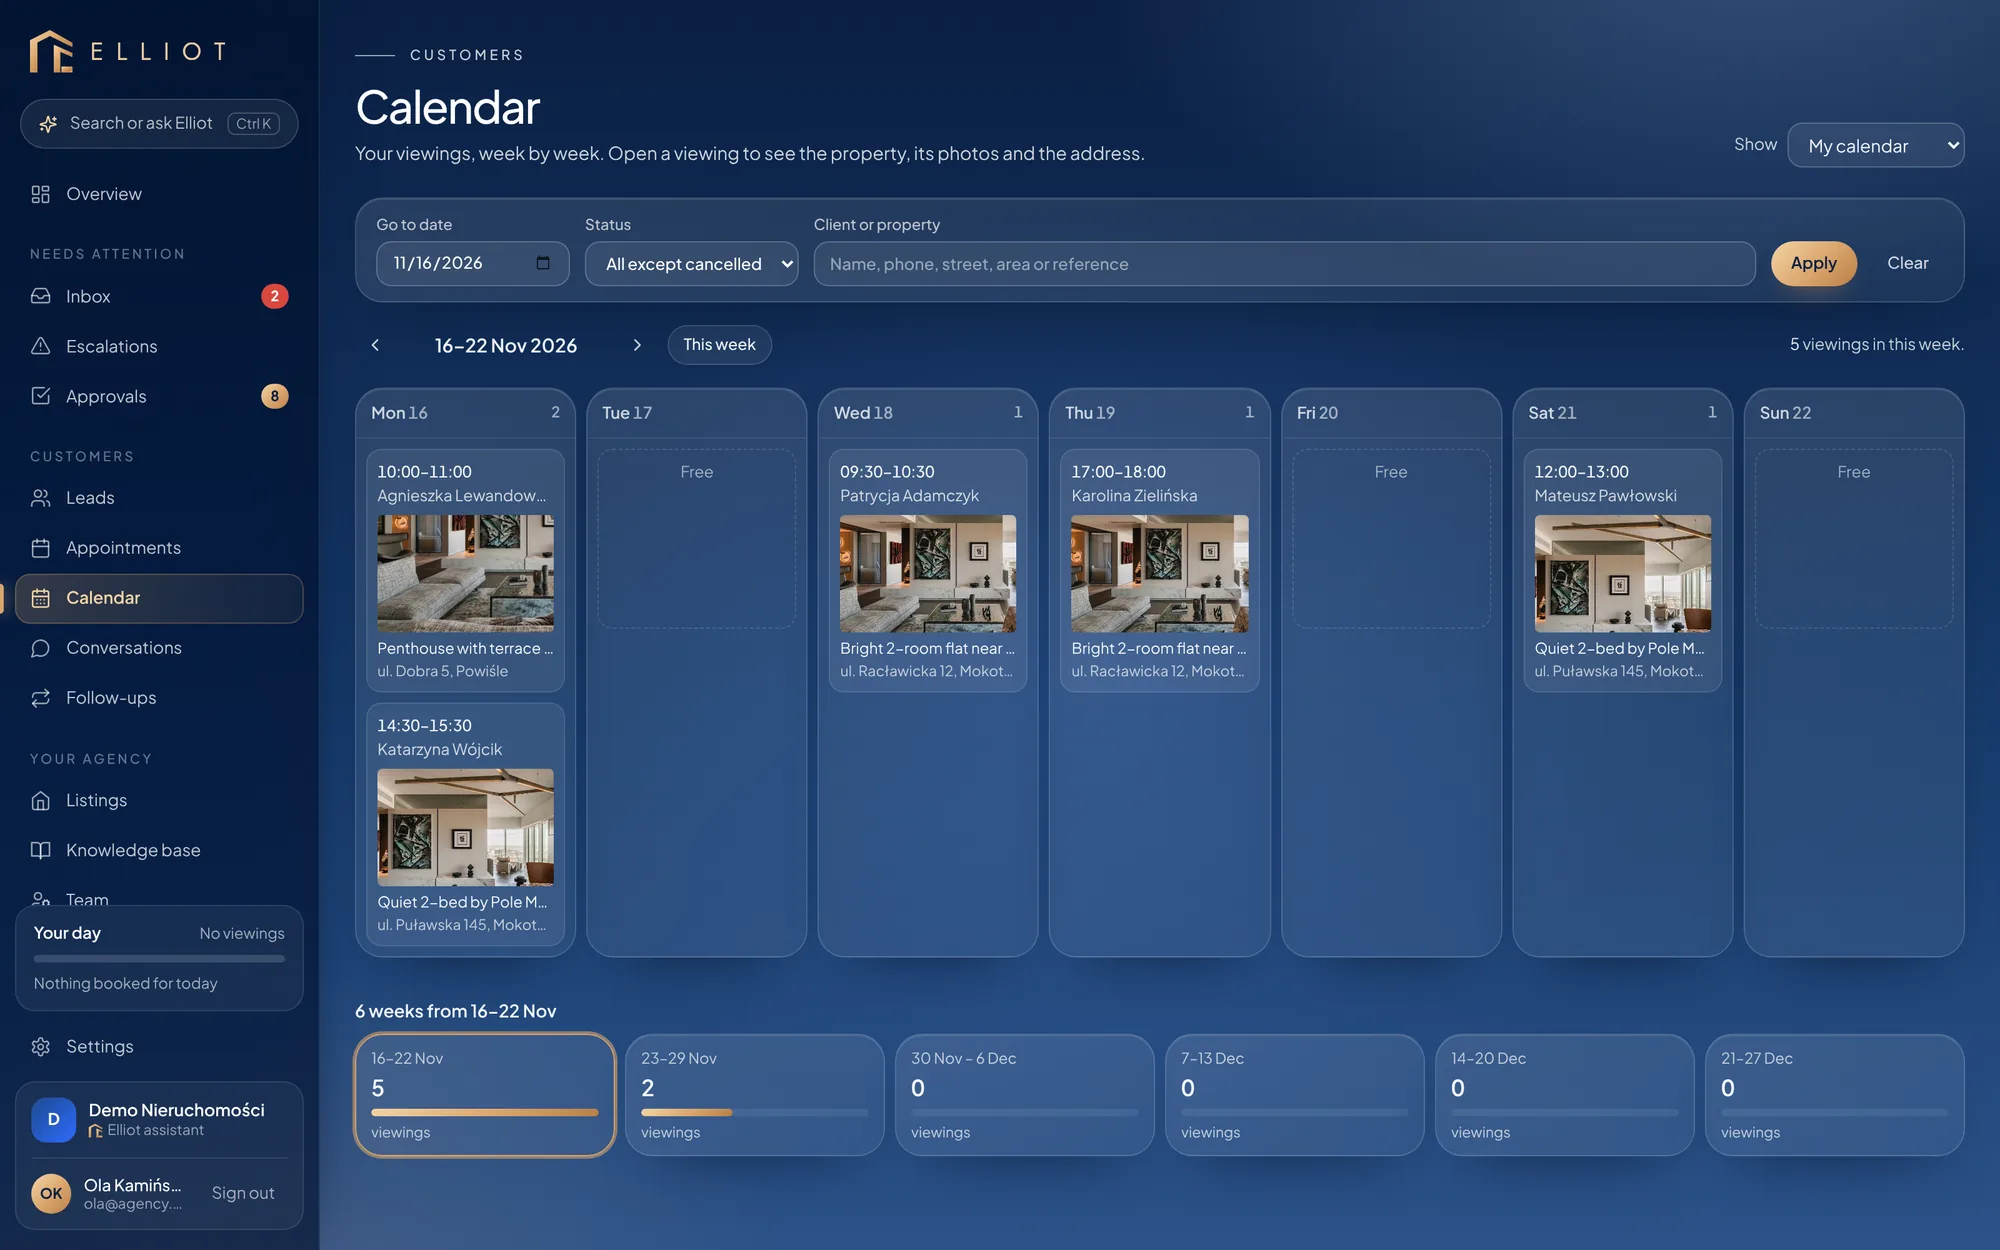 ELLIOT
Search or ask Elliot Ctrl K
Overview
NEEDS ATTENTION
Inbox 2
Escalations
Approvals 8
CUSTOMERS
Leads
Appointments
Calendar
Conversations
Follow-ups
YOUR AGENCY
Listings
Knowledge base
Team
Your day No viewings
Nothing booked for today
Settings
D Demo Nieruchomości
Elliot assistant
OK Ola Kamińs... Sign out
ola@agency....
CUSTOMERS
Calendar
Your viewings, week by week. Open a viewing to see the property, its photos and the address.
Show My calendar
Go to date Status Client or property
11/16/2026 All except cancelled Name, phone, street, area or reference Apply Clear
16–22 Nov 2026 This week 5 viewings in this week.
Mon 16 2
10:00–11:00
Agnieszka Lewandow...
Penthouse with terrace ...
ul. Dobra 5, Powiśle
14:30–15:30
Katarzyna Wójcik
Quiet 2-bed by Pole M...
ul. Puławska 145, Mokot...
Tue 17
Free
Wed 18 1
09:30–10:30
Patrycja Adamczyk
Bright 2-room flat near ...
ul. Racławicka 12, Mokot...
Thu 19 1
17:00–18:00
Karolina Zielińska
Bright 2-room flat near ...
ul. Racławicka 12, Mokot...
Fri 20
Free
Sat 21 1
12:00–13:00
Mateusz Pawłowski
Quiet 2-bed by Pole M...
ul. Puławska 145, Mokot...
Sun 22
Free
6 weeks from 16–22 Nov
16–22 Nov
5
viewings
23–29 Nov
2
viewings
30 Nov – 6 Dec
0
viewings
7–13 Dec
0
viewings
14–20 Dec
0
viewings
21–27 Dec
0
viewings